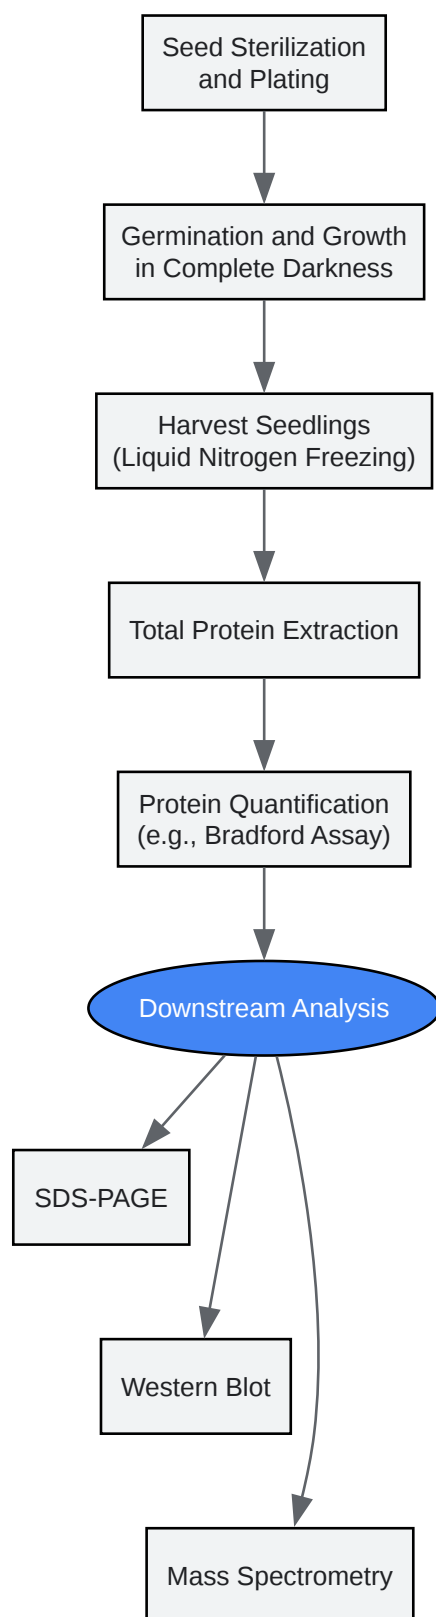 Seed Sterilization
and Plating
Germination and Growth
in Complete Darkness
Harvest Seedlings
(Liquid Nitrogen Freezing)
Total Protein Extraction
Protein Quantification
(e.g., Bradford Assay)
Downstream Analysis
SDS-PAGE
Western Blot
Mass Spectrometry